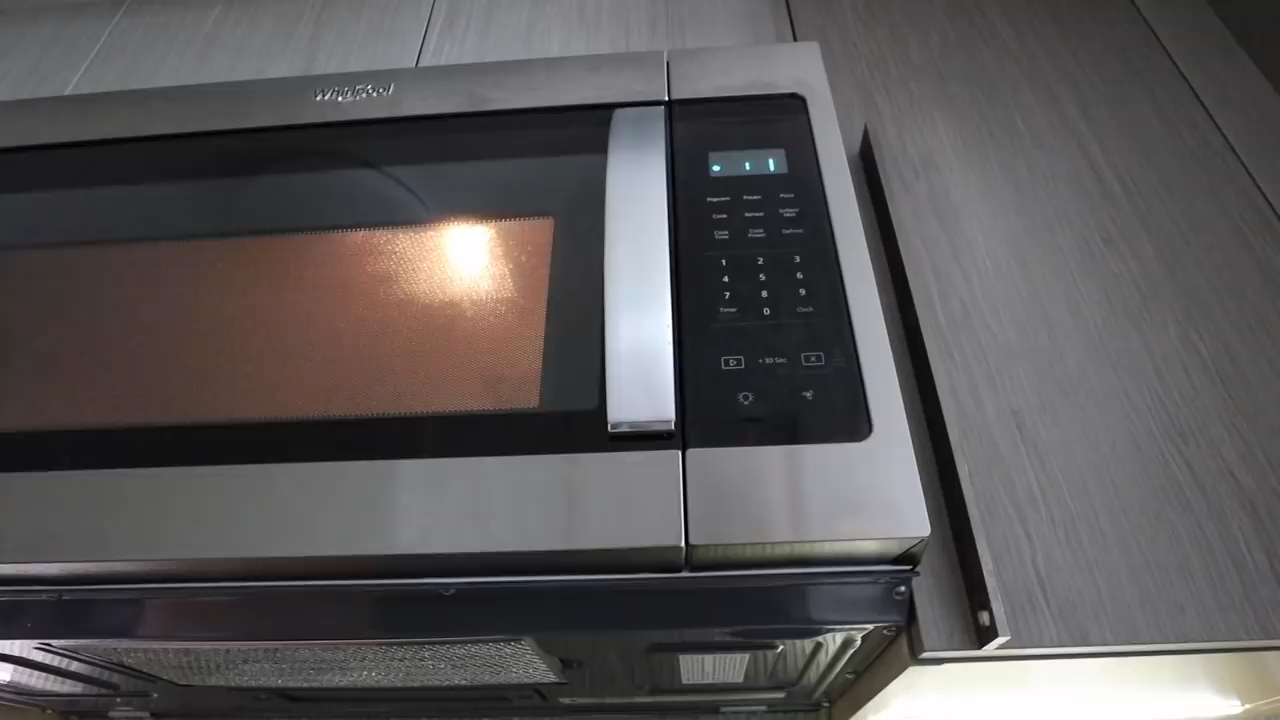 Whirlpool
Popcorn Potato Pizza
Cook Reheat Soften/
Melt
Cook
Time Cook
Power Defrost
1 2 3
4 5 6
7 8 9
Timer 0 Clock
+30 Sec